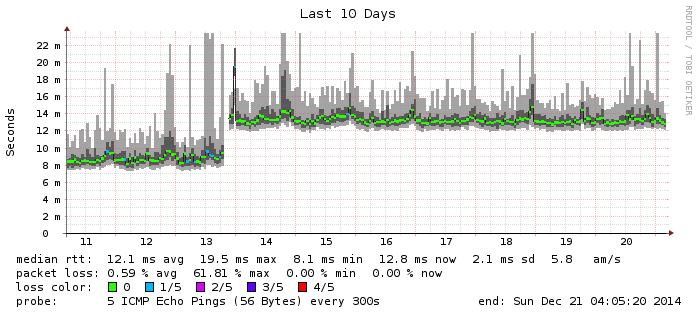 Last 10 Days
RRDTOOL / TOBI OETIKER
Seconds
22 m
20 m
18 m
16 m
14 m
12 m
10 m
8 m
6 m
4 m
2 m
0
11 12 13 14 15 16 17 18 19 20
median rtt: 12.1 ms avg 19.5 ms max 8.1 ms min 12.8 ms now 2.1 ms sd 5.8 am/s
packet loss: 0.59 % avg 61.81 % max 0.00 % min 0.00 % now
loss color: 0 1/5 2/5 3/5 4/5
probe: 5 ICMP Echo Pings (56 Bytes) every 300s end: Sun Dec 21 04:05:20 2014